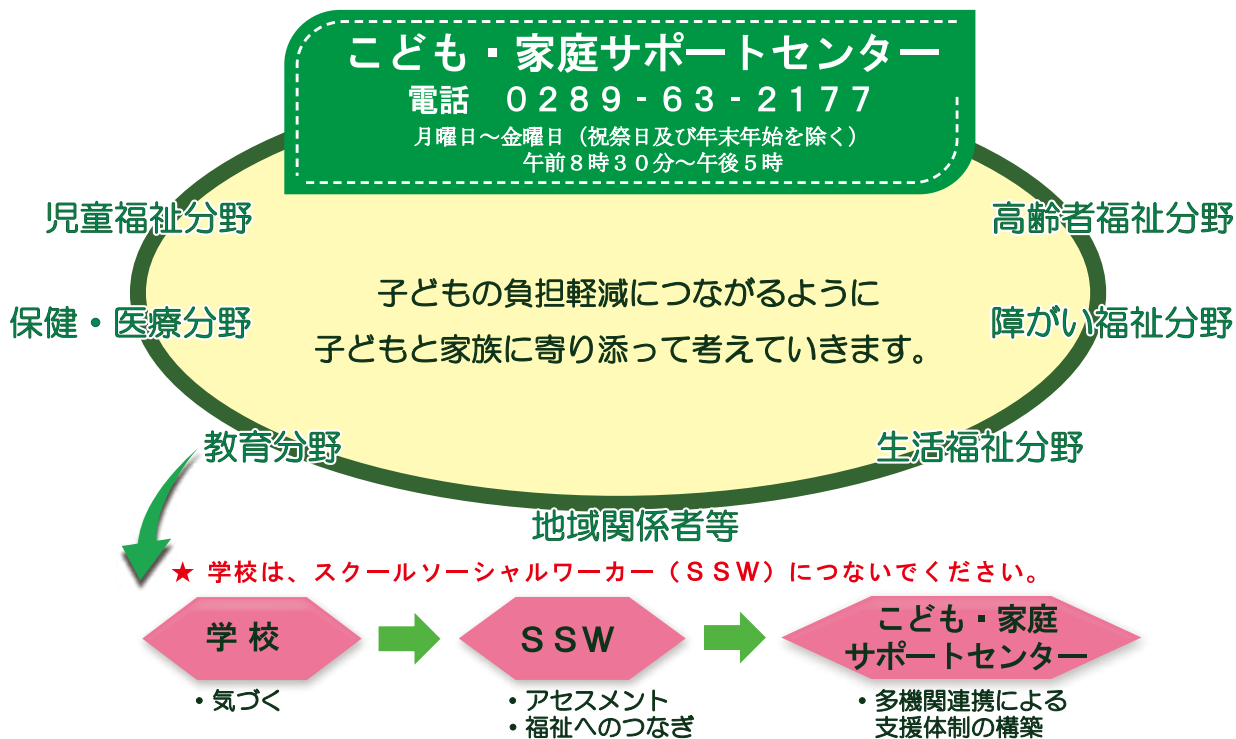 こども・家庭サポートセンター
電話　０２８９‐６３‐２１７７
月曜日～金曜日（祝祭日及び年末年始を除く）
午前８時３０分～午後５時
児童福祉分野
高齢者福祉分野
子どもの負担軽減につながるように
保健・医療分野
障がい福祉分野
子どもと家族に寄り添って考えていきます。
教育分野
生活福祉分野
地域関係者等
★ 学校は、スクールソーシャルワーカー（ＳＳＷ）につないでください。
学校
ＳＳＷ
こども・家庭
サポートセンター
・気づく
・アセスメント
・福祉へのつなぎ
・多機関連携による
支援体制の構築